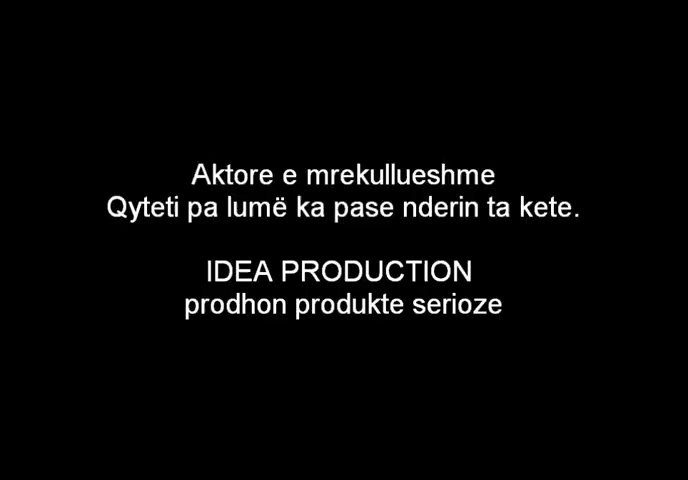 Aktore e mrekullueshme
Qyteti pa lumë ka pase nderin ta kete.
IDEA PRODUCTION
prodhon produkte serioze